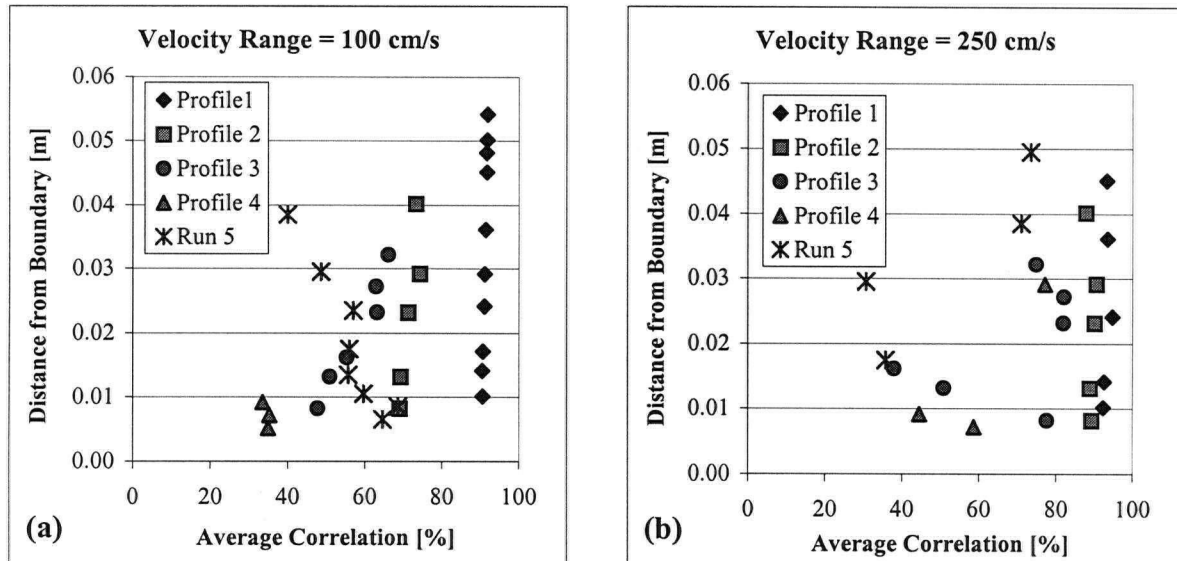 Velocity Range = 100 cm/s
Distance from Boundary [m]
0.06
0.05
0.04
0.03
0.02
0.01
0.00
Profile1
Profile 2
Profile 3
Profile 4
Run 5
0 20 40 60 80 100
Average Correlation [%]
(a)
Velocity Range = 250 cm/s
Distance from Boundary [m]
0.06
0.05
0.04
0.03
0.02
0.01
0.00
Profile 1
Profile 2
Profile 3
Profile 4
Run 5
0 20 40 60 80 100
Average Correlation [%]
(b)